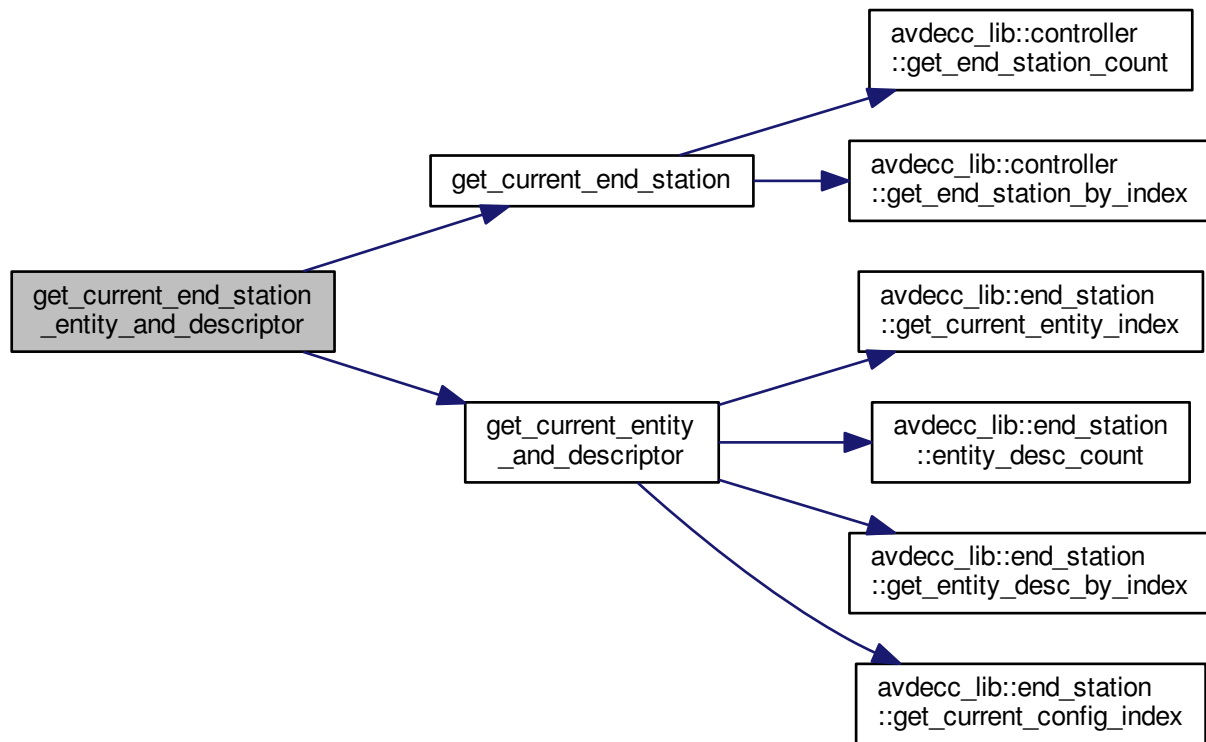 avdecc_lib::controller
::get_end_station_count
get_current_end_station
avdecc_lib::controller
::get_end_station_by_index
get_current_end_station
_entity_and_descriptor
avdecc_lib::end_station
::get_current_entity_index
get_current_entity
_and_descriptor
avdecc_lib::end_station
::entity_desc_count
avdecc_lib::end_station
::get_entity_desc_by_index
avdecc_lib::end_station
::get_current_config_index